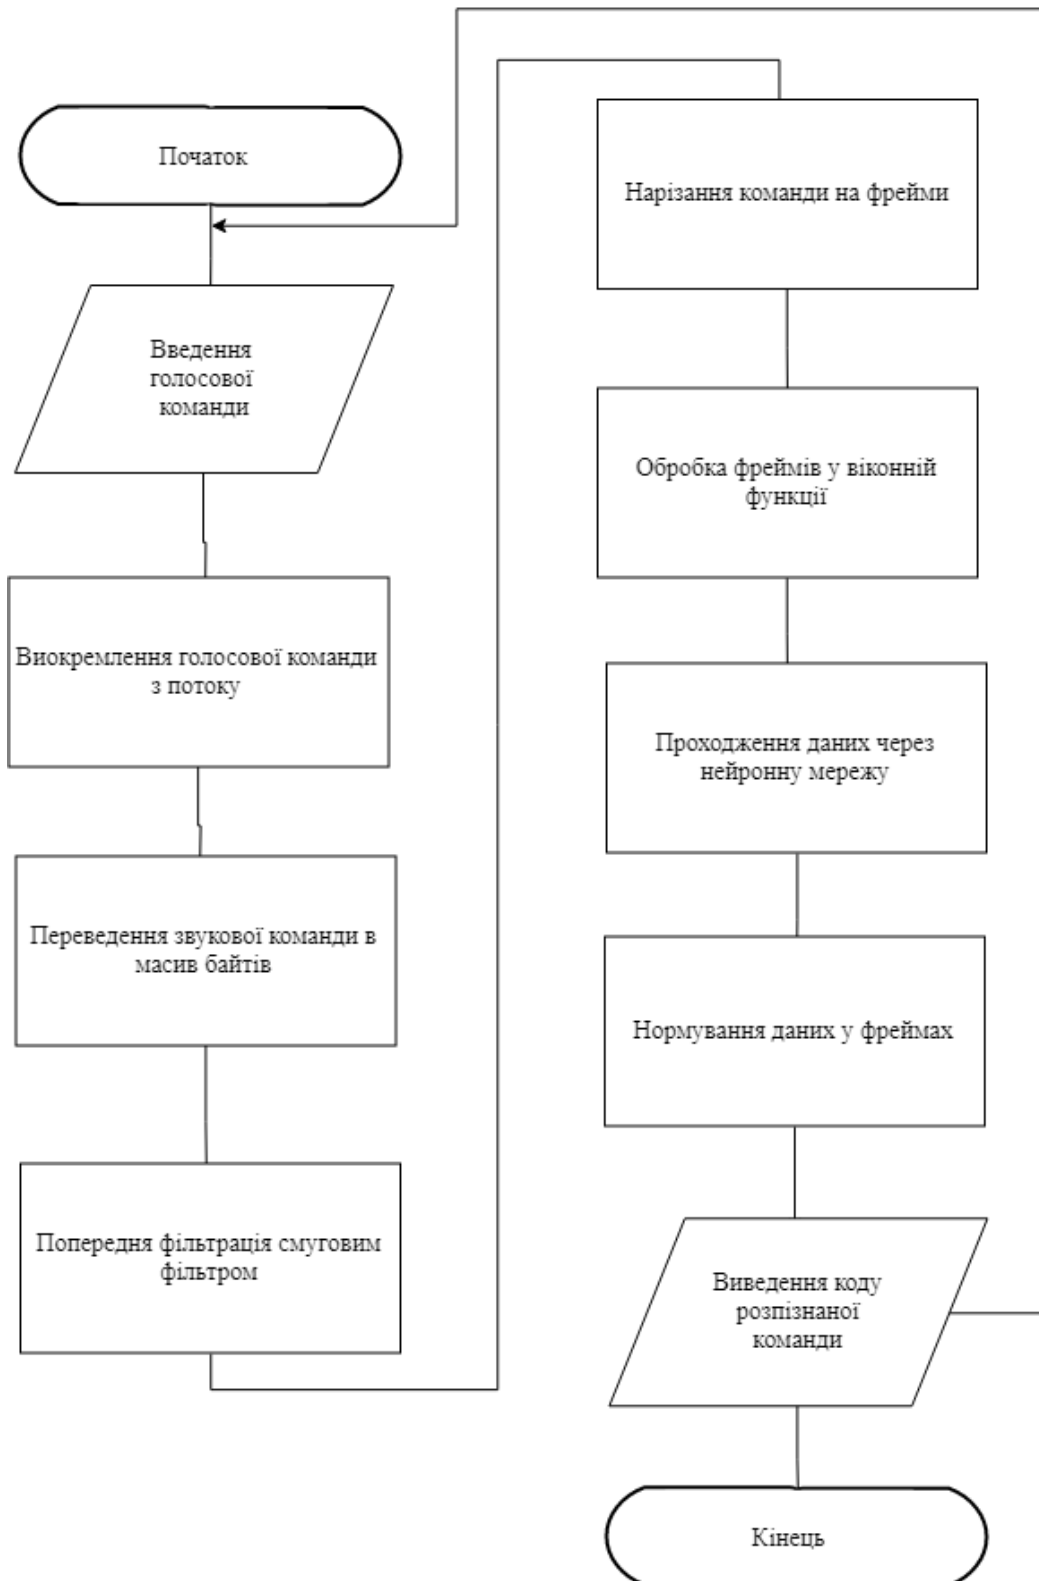 Початок
Введення
голосової
команди
Виокремлення голосової команди
з потоку
Переведення звукової команди в
масив байтів
Попередня фільтрація смуговим
фільтром
Нарізання команди на фрейми
Обробка фреймів у віконній
функції
Проходження даних через
нейронну мережу
Нормування даних у фреймах
Виведення коду
розпізнаної
команди
Кінець